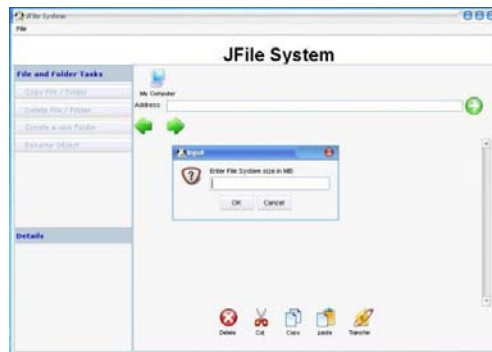 JFile System
File
JFile System
File and Folder Tasks
Copy File / Folder
Delete File / Folder
Create a new Folder
Rename Object
My Computer
Address
Input
Enter File System size in MB
OK
Cancel
Details
Delete
Cut
Copy
paste
Transfer